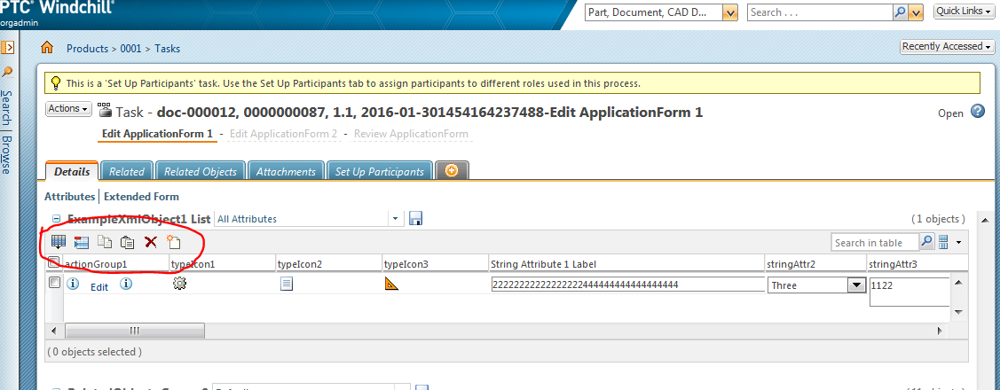 PTC Windchill
orgadmin
Part, Document, CAD D...
Search . . .
Quick Links
Products > 0001 > Tasks
Recently Accessed
Search | Browse
This is a 'Set Up Participants' task. Use the Set Up Participants tab to assign participants to different roles used in this process.
Actions
Task - doc-000012, 0000000087, 1.1, 2016-01-301454164237488-Edit ApplicationForm 1
Open
Edit ApplicationForm 1 - Edit ApplicationForm 2 - Review ApplicationForm
Details Related Related Objects Attachments Set Up Participants
Attributes | Extended Form
ExampleXmlObject1 List All Attributes
( 1 objects )
Search in table
actionGroup1 typeIcon1 typeIcon2 typeIcon3 String Attribute 1 Label stringAttr2 stringAttr3
Edit Three 1122
( 0 objects selected )